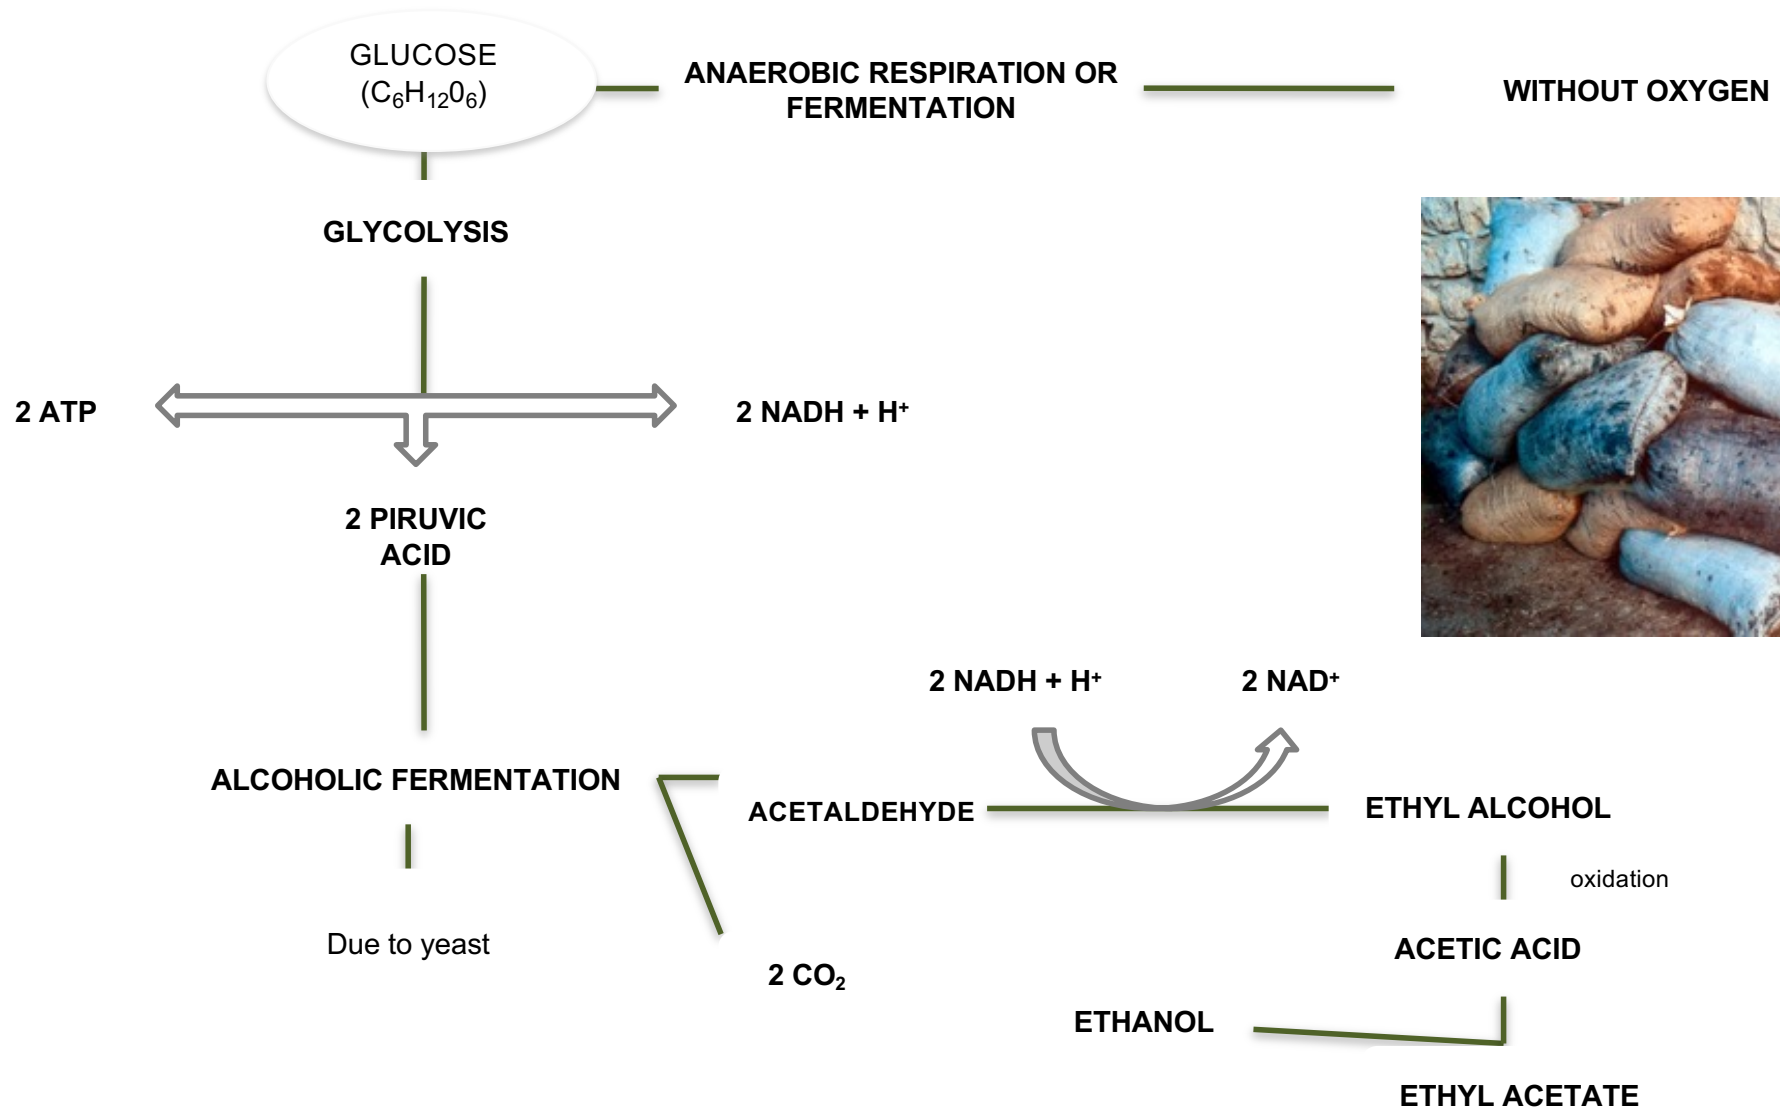 GLUCOSE
(C₆H₁₂0₆)
ANAEROBIC RESPIRATION OR
FERMENTATION
WITHOUT OXYGEN
GLYCOLYSIS
2 ATP
2 NADH + H⁺
2 PIRUVIC
ACID
2 NADH + H⁺
2 NAD⁺
ALCOHOLIC FERMENTATION
ACETALDEHYDE
ETHYL ALCOHOL
oxidation
Due to yeast
ACETIC ACID
2 CO₂
ETHANOL
ETHYL ACETATE